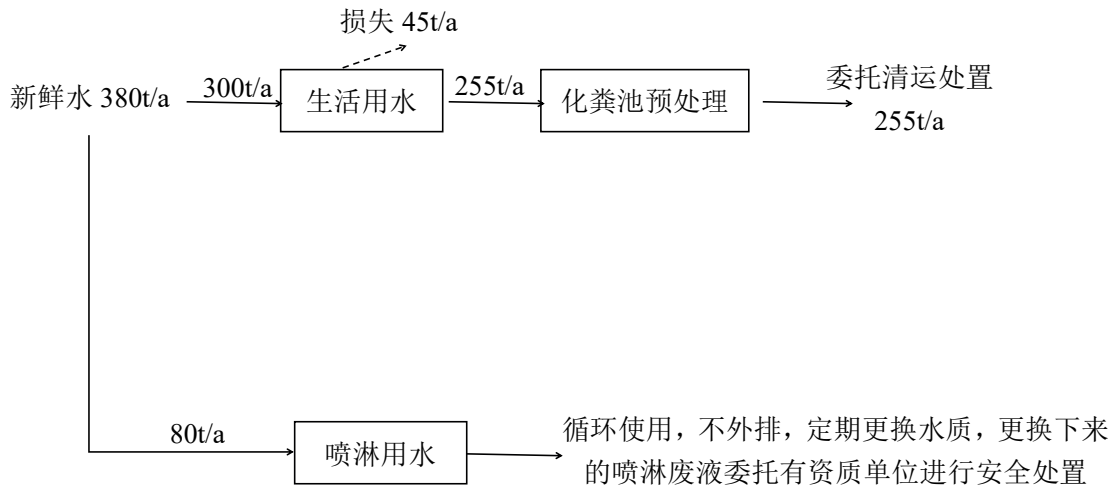 损失 45t/a
新鲜水 380t/a
300t/a
生活用水
255t/a
化粪池预处理
委托清运处置
255t/a
80t/a
喷淋用水
循环使用，不外排，定期更换水质，更换下来
的喷淋废液委托有资质单位进行安全处置